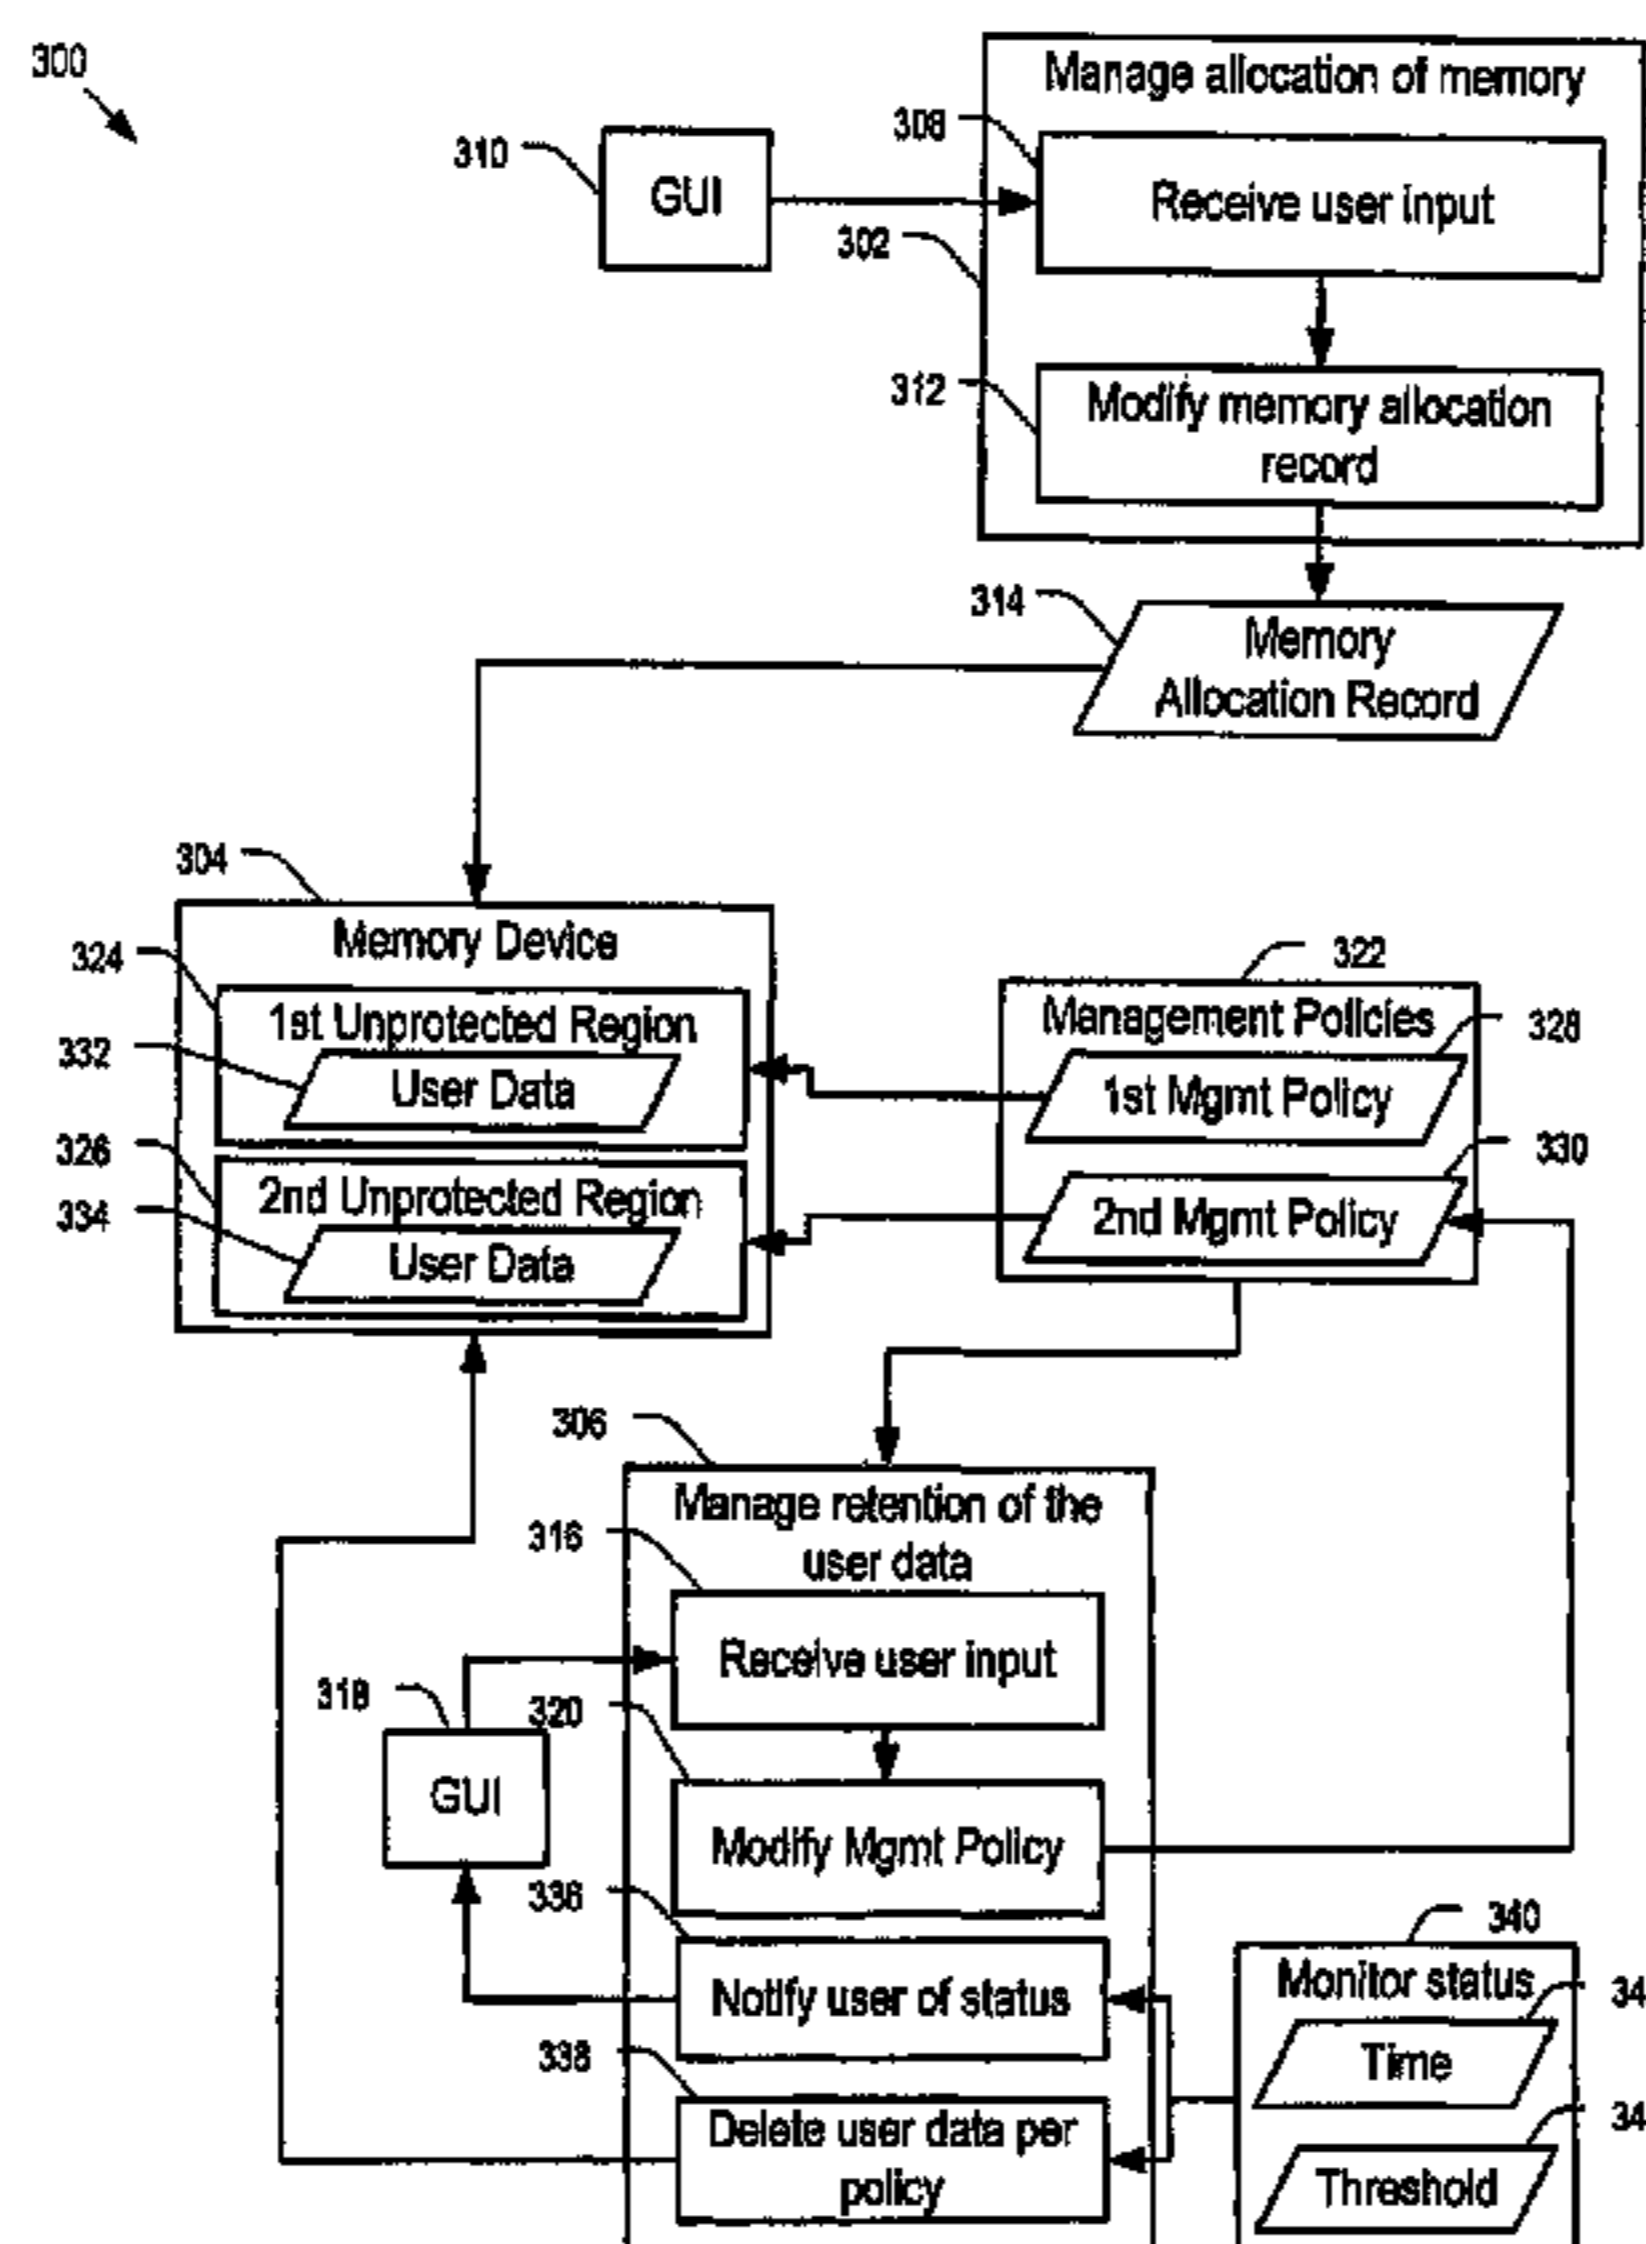 300
Manage allocation of memory
308
310
GUI
Receive user input
302
312
Modify memory allocation
record
314
Memory
Allocation Record
304
Memory Device
324
1st Unprotected Region
332
User Data
326
2nd Unprotected Region
334
User Data
322
Management Policies
328
1st Mgmt Policy
330
2nd Mgmt Policy
306
Manage retention of the
user data
316
Receive user input
318
320
GUI
Modify Mgmt Policy
336
Notify user of status
338
Delete user data per
policy
340
Monitor status
34
Time
34
Threshold